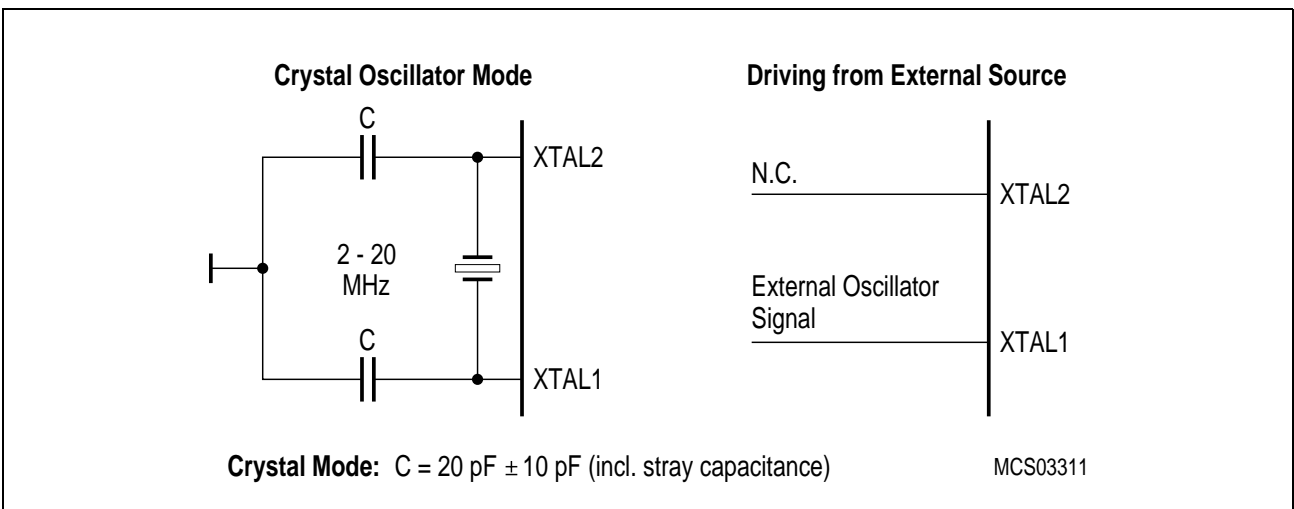 Crystal Oscillator Mode
C
XTAL2
2 - 20
MHz
C
XTAL1
Driving from External Source
N.C.
XTAL2
External Oscillator
Signal
XTAL1
Crystal Mode: C = 20 pF ± 10 pF (incl. stray capacitance)
MCS03311